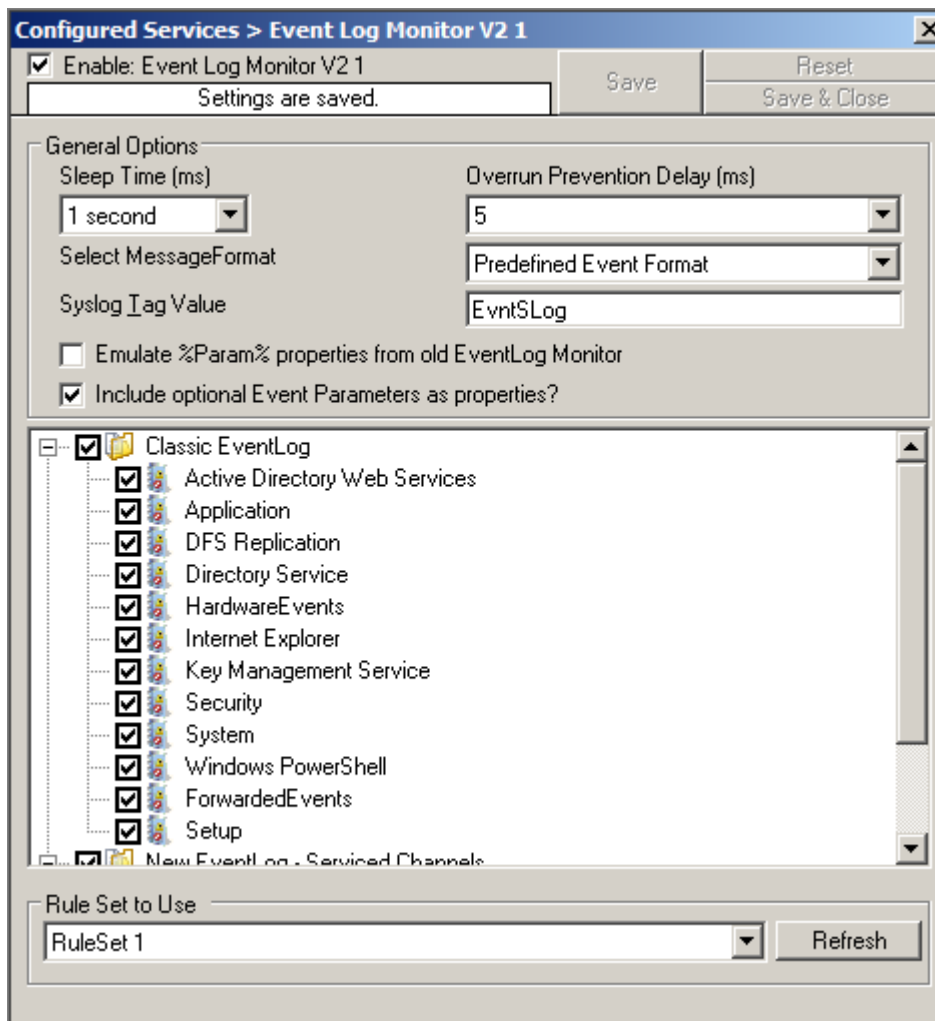 Configured Services > Event Log Monitor V2 1
Enable: Event Log Monitor V2 1
Settings are saved.
Save
Reset
Save & Close
General Options
Sleep Time (ms)
Overrun Prevention Delay (ms)
1 second
5
Select MessageFormat
Predefined Event Format
Syslog Tag Value
EvntSLog
Emulate %Param% properties from old EventLog Monitor
Include optional Event Parameters as properties?
Classic EventLog
Active Directory Web Services
Application
DFS Replication
Directory Service
HardwareEvents
Internet Explorer
Key Management Service
Security
System
Windows PowerShell
ForwardedEvents
Setup
New EventLog - Serviced Channels
Rule Set to Use
RuleSet 1
Refresh